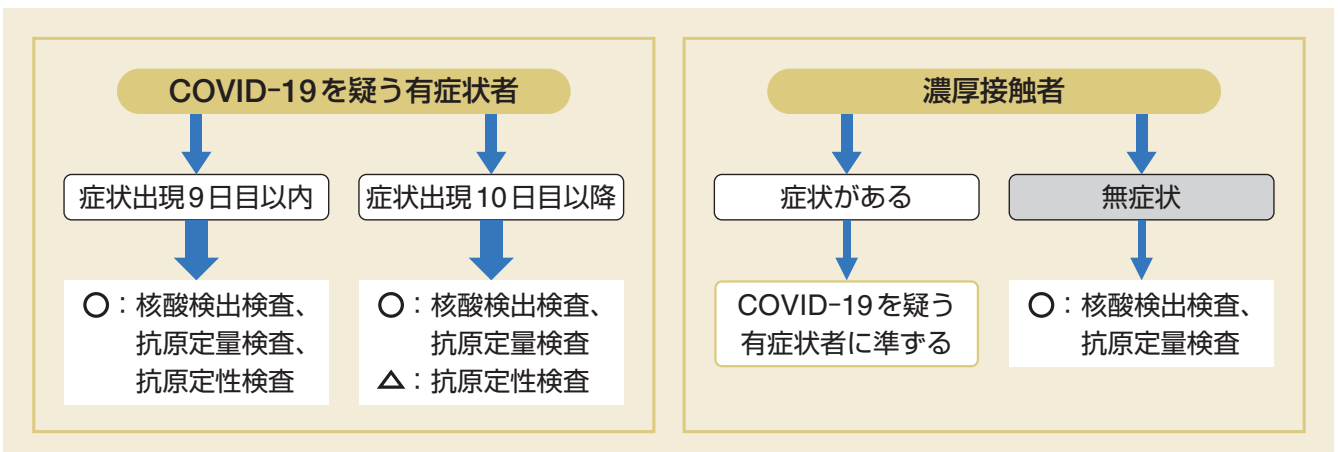 COVID-19を疑う有症状者
症状出現9日目以内
症状出現10日目以降
○：核酸検出検査、
抗原定量検査、
抗原定性検査
○：核酸検出検査、
抗原定量検査
△：抗原定性検査
濃厚接触者
症状がある
無症状
COVID-19を疑う
有症状者に準ずる
○：核酸検出検査、
抗原定量検査